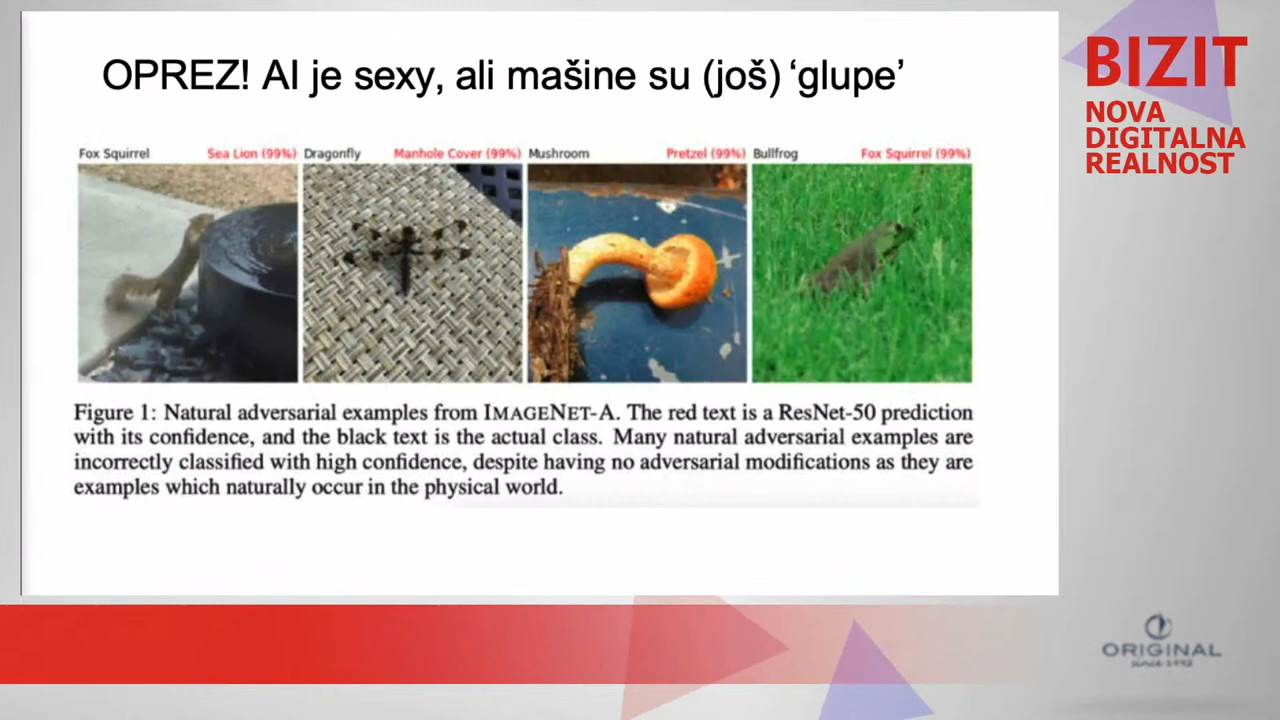 OPREZ! AI je sexy, ali mašine su (još) ‘glupe’
BIZIT
NOVA
DIGITALNA
REALNOST
Fox Squirrel Sea Lion (99%) Dragonfly Manhole Cover (99%) Mushroom Pretzel (99%) Bullfrog Fox Squirrel (99%)
Figure 1: Natural adversarial examples from IMAGENET-A. The red text is a ResNet-50 prediction
with its confidence, and the black text is the actual class. Many natural adversarial examples are
incorrectly classified with high confidence, despite having no adversarial modifications as they are
examples which naturally occur in the physical world.
ORIGINAL
since 1992